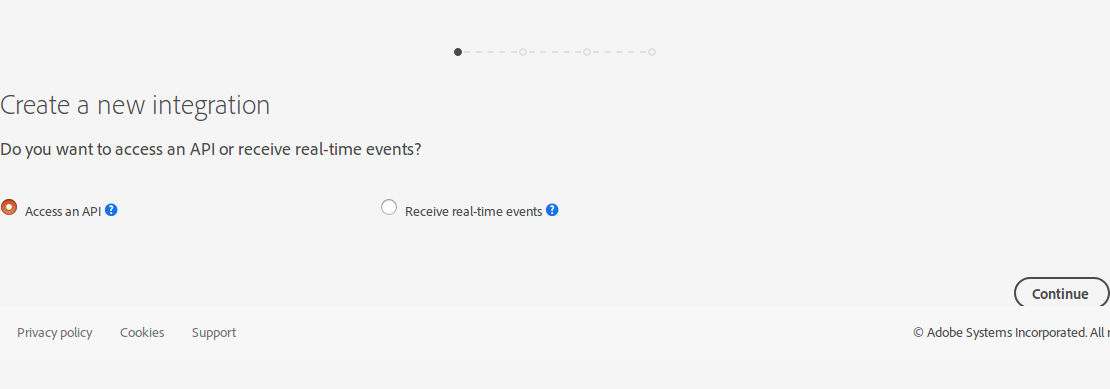 Create a new integration
Do you want to access an API or receive real-time events?
Access an API ?
Receive real-time events ?
Continue
Privacy policy Cookies Support © Adobe Systems Incorporated. All